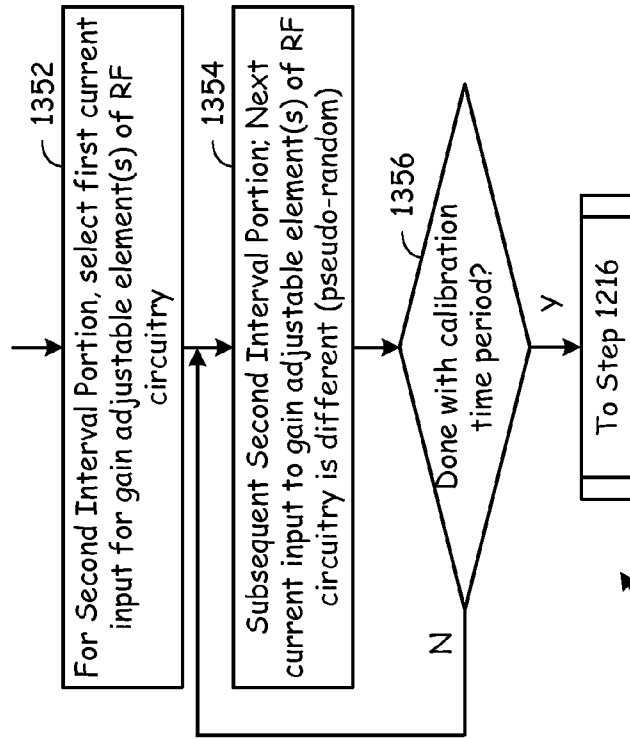 1352
For Second Interval Portion, select first current
input for gain adjustable element(s) of RF
circuitry
1354
Subsequent Second Interval Portion; Next
current input to gain adjustable element(s) of RF
circuitry is different (pseudo-random)
1356
Done with calibration
time period?
N
Y
To Step 1216